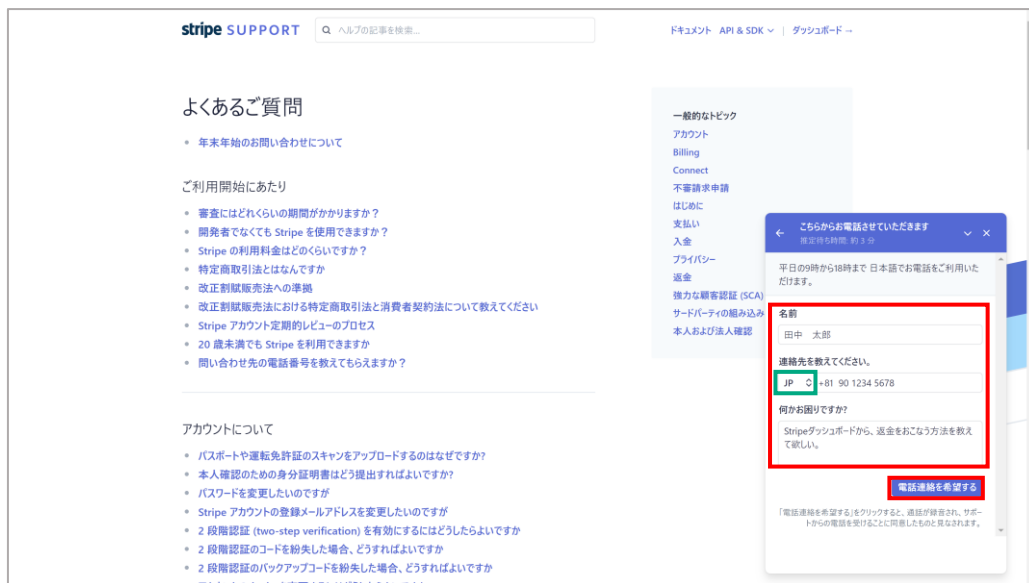 stripe SUPPORT
ヘルプの記事を検索...
ドキュメント API & SDK | ダッシュボード →
よくあるご質問
年末年始のお問い合わせについて
ご利用開始にあたり
審査にはどれくらいの期間がかかりますか？
開発者でなくても Stripe を使用できますか？
Stripe の利用料金はどのくらいですか？
特定商取引法とはなんですか
改正割賦販売法への準拠
改正割賦販売法における特定商取引法と消費者契約法について教えてください
Stripe アカウント定期的レビューのプロセス
20 歳未満でも Stripe を利用できますか
問い合わせ先の電話番号を教えてもらえますか？
アカウントについて
パスポートや運転免許証のスキャンをアップロードするのはなぜですか?
本人確認のための身分証明書はどう提出すればよいですか?
パスワードを変更したいのですが
Stripe アカウントの登録メールアドレスを変更したいのですが
2 段階認証 (two-step verification) を有効にするにはどうしたらよいですか
2 段階認証のコードを紛失した場合、どうすればよいですか
2 段階認証のバックアップコードを紛失した場合、どうすればよいですか
一般的なトピック
アカウント
Billing
Connect
不審請求申請
はじめに
支払い
入金
プライバシー
返金
強力な顧客認証 (SCA)
サードパーティの組み込み
本人および法人確認
こちらからお電話させていただきます
推定待ち時間: 約 3 分
平日の9時から18時まで 日本語でお電話をご利用いた
だけます。
名前
田中 太郎
連絡先を教えてください。
JP +81 90 1234 5678
何かお困りですか?
Stripeダッシュボードから、返金をおこなう方法を教え
て欲しい。
電話連絡を希望する
「電話連絡を希望する」をクリックすると、通話が録音され、サポー
トからの電話を受けることに同意したものと見なされます。